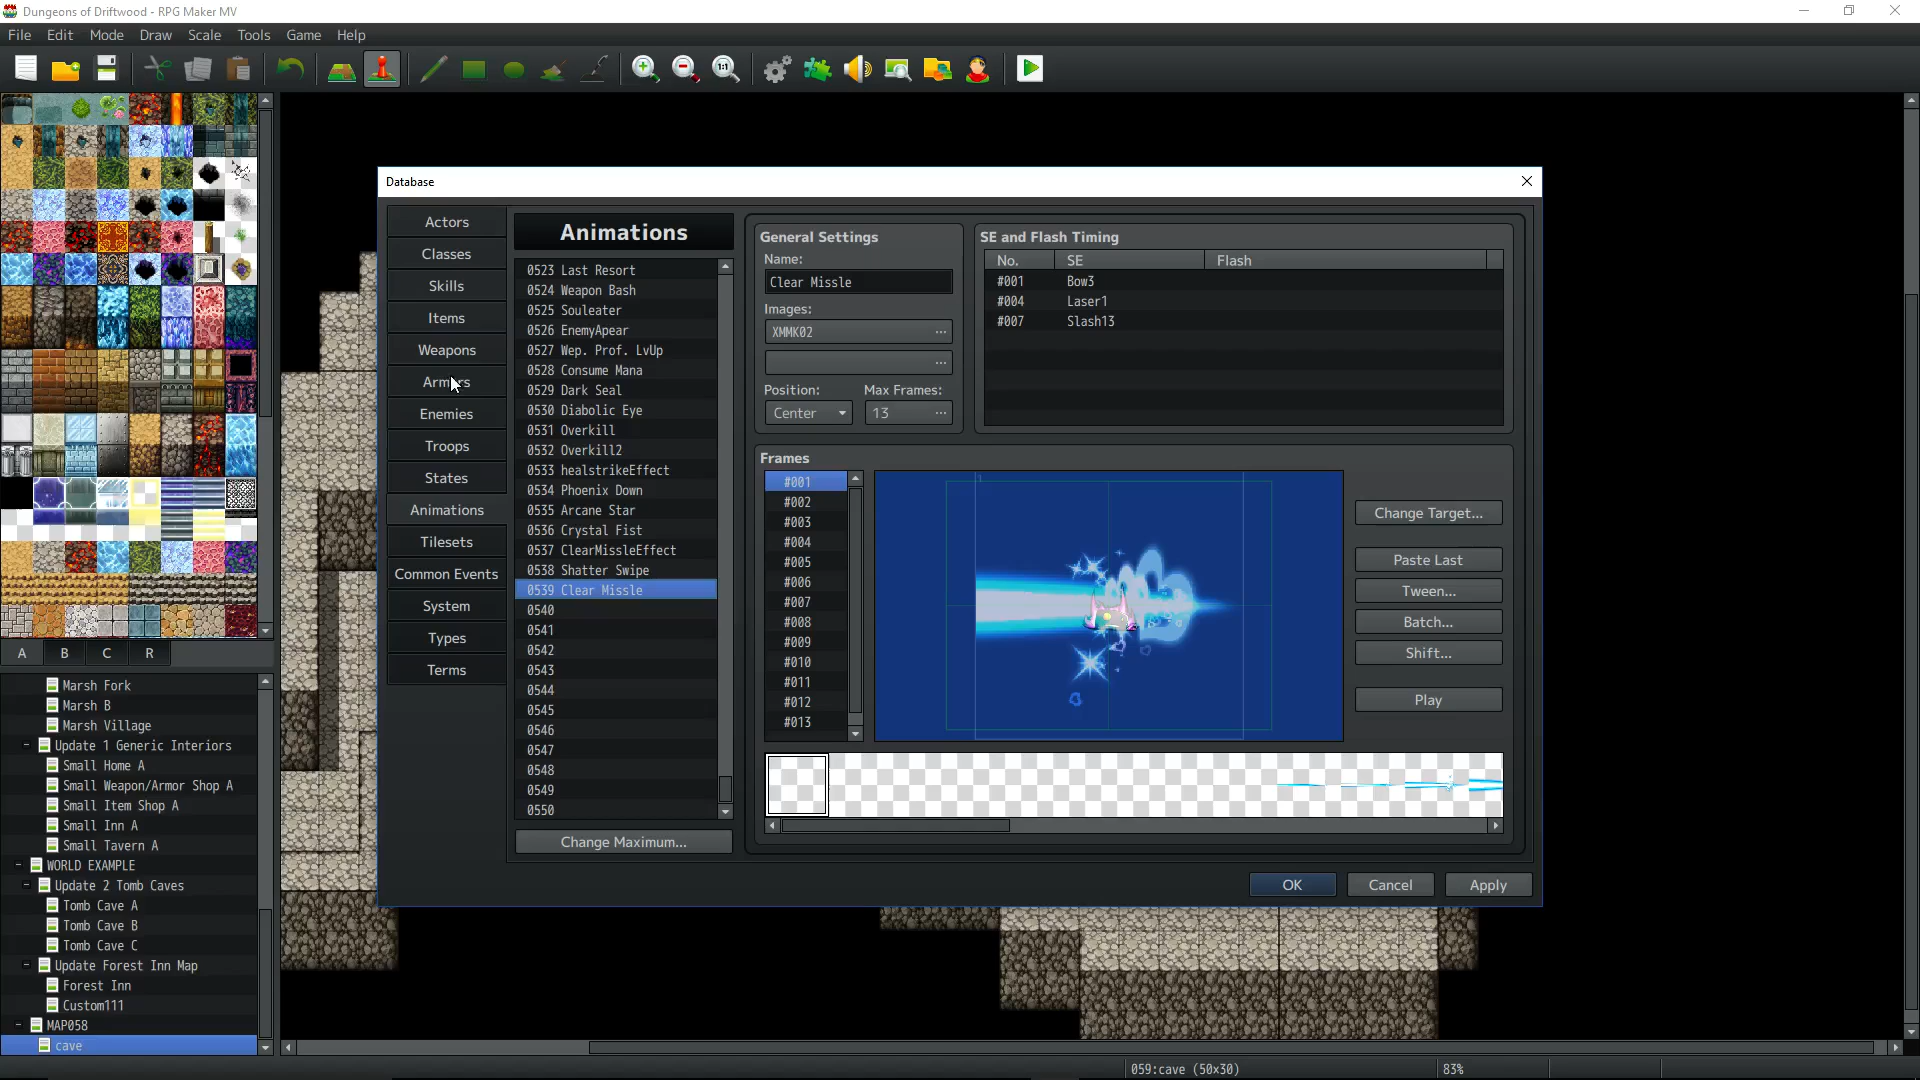 Dungeons of Driftwood - RPG Maker MV
File Edit Mode Draw Scale Tools Game Help
1:1
A B C R
Marsh Fork
Marsh B
Marsh Village
Update 1 Generic Interiors
Small Home A
Small Weapon/Armor Shop A
Small Item Shop A
Small Inn A
Small Tavern A
WORLD EXAMPLE
Update 2 Tomb Caves
Tomb Cave A
Tomb Cave B
Tomb Cave C
Update Forest Inn Map
Forest Inn
Custom111
MAP058
cave
Database
Actors
Classes
Skills
Items
Weapons
Armors
Enemies
Troops
States
Animations
Tilesets
Common Events
System
Types
Terms
Animations
0523 Last Resort
0524 Weapon Bash
0525 Souleater
0526 EnemyApear
0527 Wep. Prof. LvUp
0528 Consume Mana
0529 Dark Seal
0530 Diabolic Eye
0531 Overkill
0532 Overkill2
0533 healstrikeEffect
0534 Phoenix Down
0535 Arcane Star
0536 Crystal Fist
0537 ClearMissleEffect
0538 Shatter Swipe
0539 Clear Missle
0540
0541
0542
0543
0544
0545
0546
0547
0548
0549
0550
Change Maximum...
General Settings
Name:
Clear Missle
Images:
XMMK02 ...
...
Position: Max Frames:
Center 13 ...
SE and Flash Timing
No. SE Flash
#001 Bow3
#004 Laser1
#007 Slash13
Frames
#001
#002
#003
#004
#005
#006
#007
#008
#009
#010
#011
#012
#013
1
Change Target...
Paste Last
Tween...
Batch...
Shift...
Play
OK Cancel Apply
059:cave (50x30) 83%